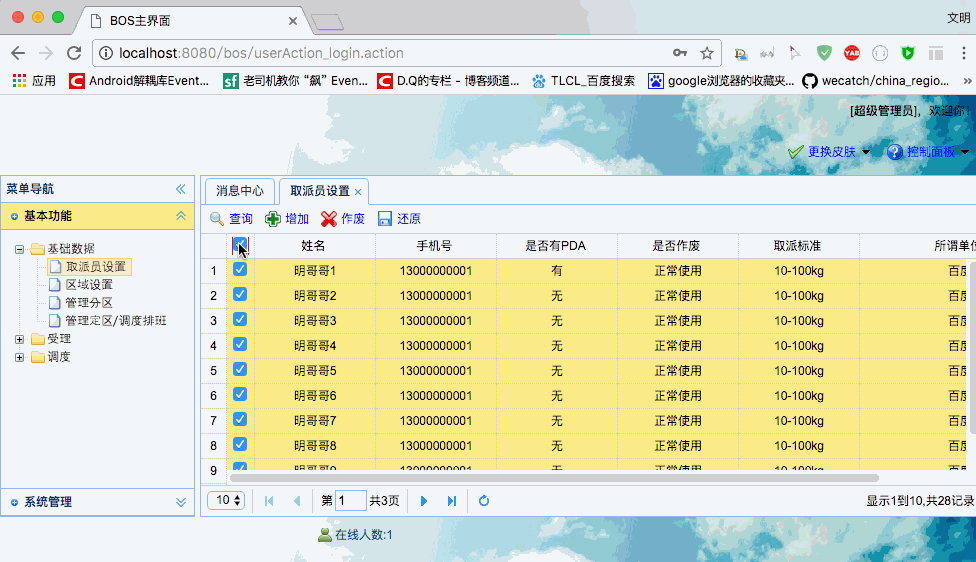 BOS主界面
文明
localhost:8080/bos/userAction_login.action
应用
Android解耦库Event...
sf 老司机教你“飙”Even...
D.Q的专栏 - 博客频道...
TLCL_百度搜索
google浏览器的收藏夹...
wecatch/china_regio...
[超级管理员]，欢迎你！
更换皮肤 控制面板
菜单导航
基本功能
基础数据
取派员设置
区域设置
管理分区
管理定区/调度排班
受理
调度
系统管理
消息中心 取派员设置
查询 增加 作废 还原
姓名 手机号 是否有PDA 是否作废 取派标准 所谓单位
1 明哥哥1 13000000001 有 正常使用 10-100kg 百度
2 明哥哥2 13000000001 无 正常使用 10-100kg 百度
3 明哥哥3 13000000001 无 正常使用 10-100kg 百度
4 明哥哥4 13000000001 无 正常使用 10-100kg 百度
5 明哥哥5 13000000001 无 正常使用 10-100kg 百度
6 明哥哥6 13000000001 无 正常使用 10-100kg 百度
7 明哥哥7 13000000001 无 正常使用 10-100kg 百度
8 明哥哥8 13000000001 无 正常使用 10-100kg 百度
9 明哥哥9 13000000001 无 正常使用 10-100kg 百度
10 第 1 共3页 显示1到10,共28记录
在线人数:1